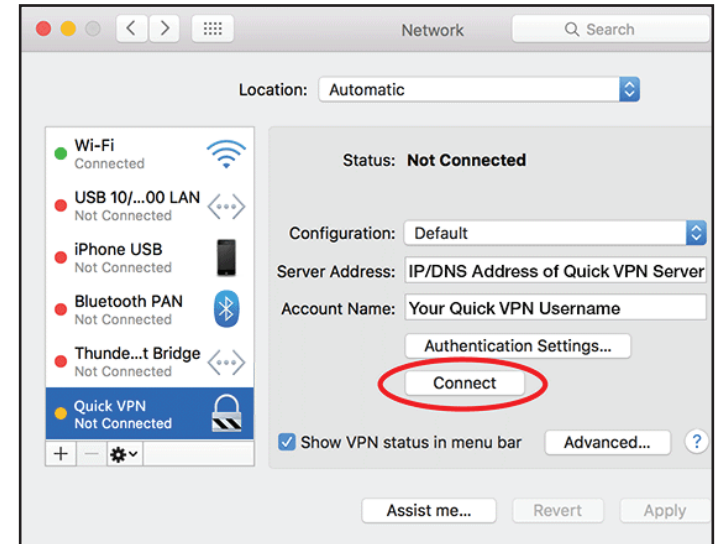 Network
Search
Location: Automatic
Wi-Fi
Connected
USB 10/...00 LAN
Not Connected
iPhone USB
Not Connected
Bluetooth PAN
Not Connected
Thunde...t Bridge
Not Connected
Quick VPN
Not Connected
Status: Not Connected
Configuration: Default
Server Address: IP/DNS Address of Quick VPN Server
Account Name: Your Quick VPN Username
Authentication Settings...
Connect
Show VPN status in menu bar
Advanced...
?
Assist me...
Revert
Apply